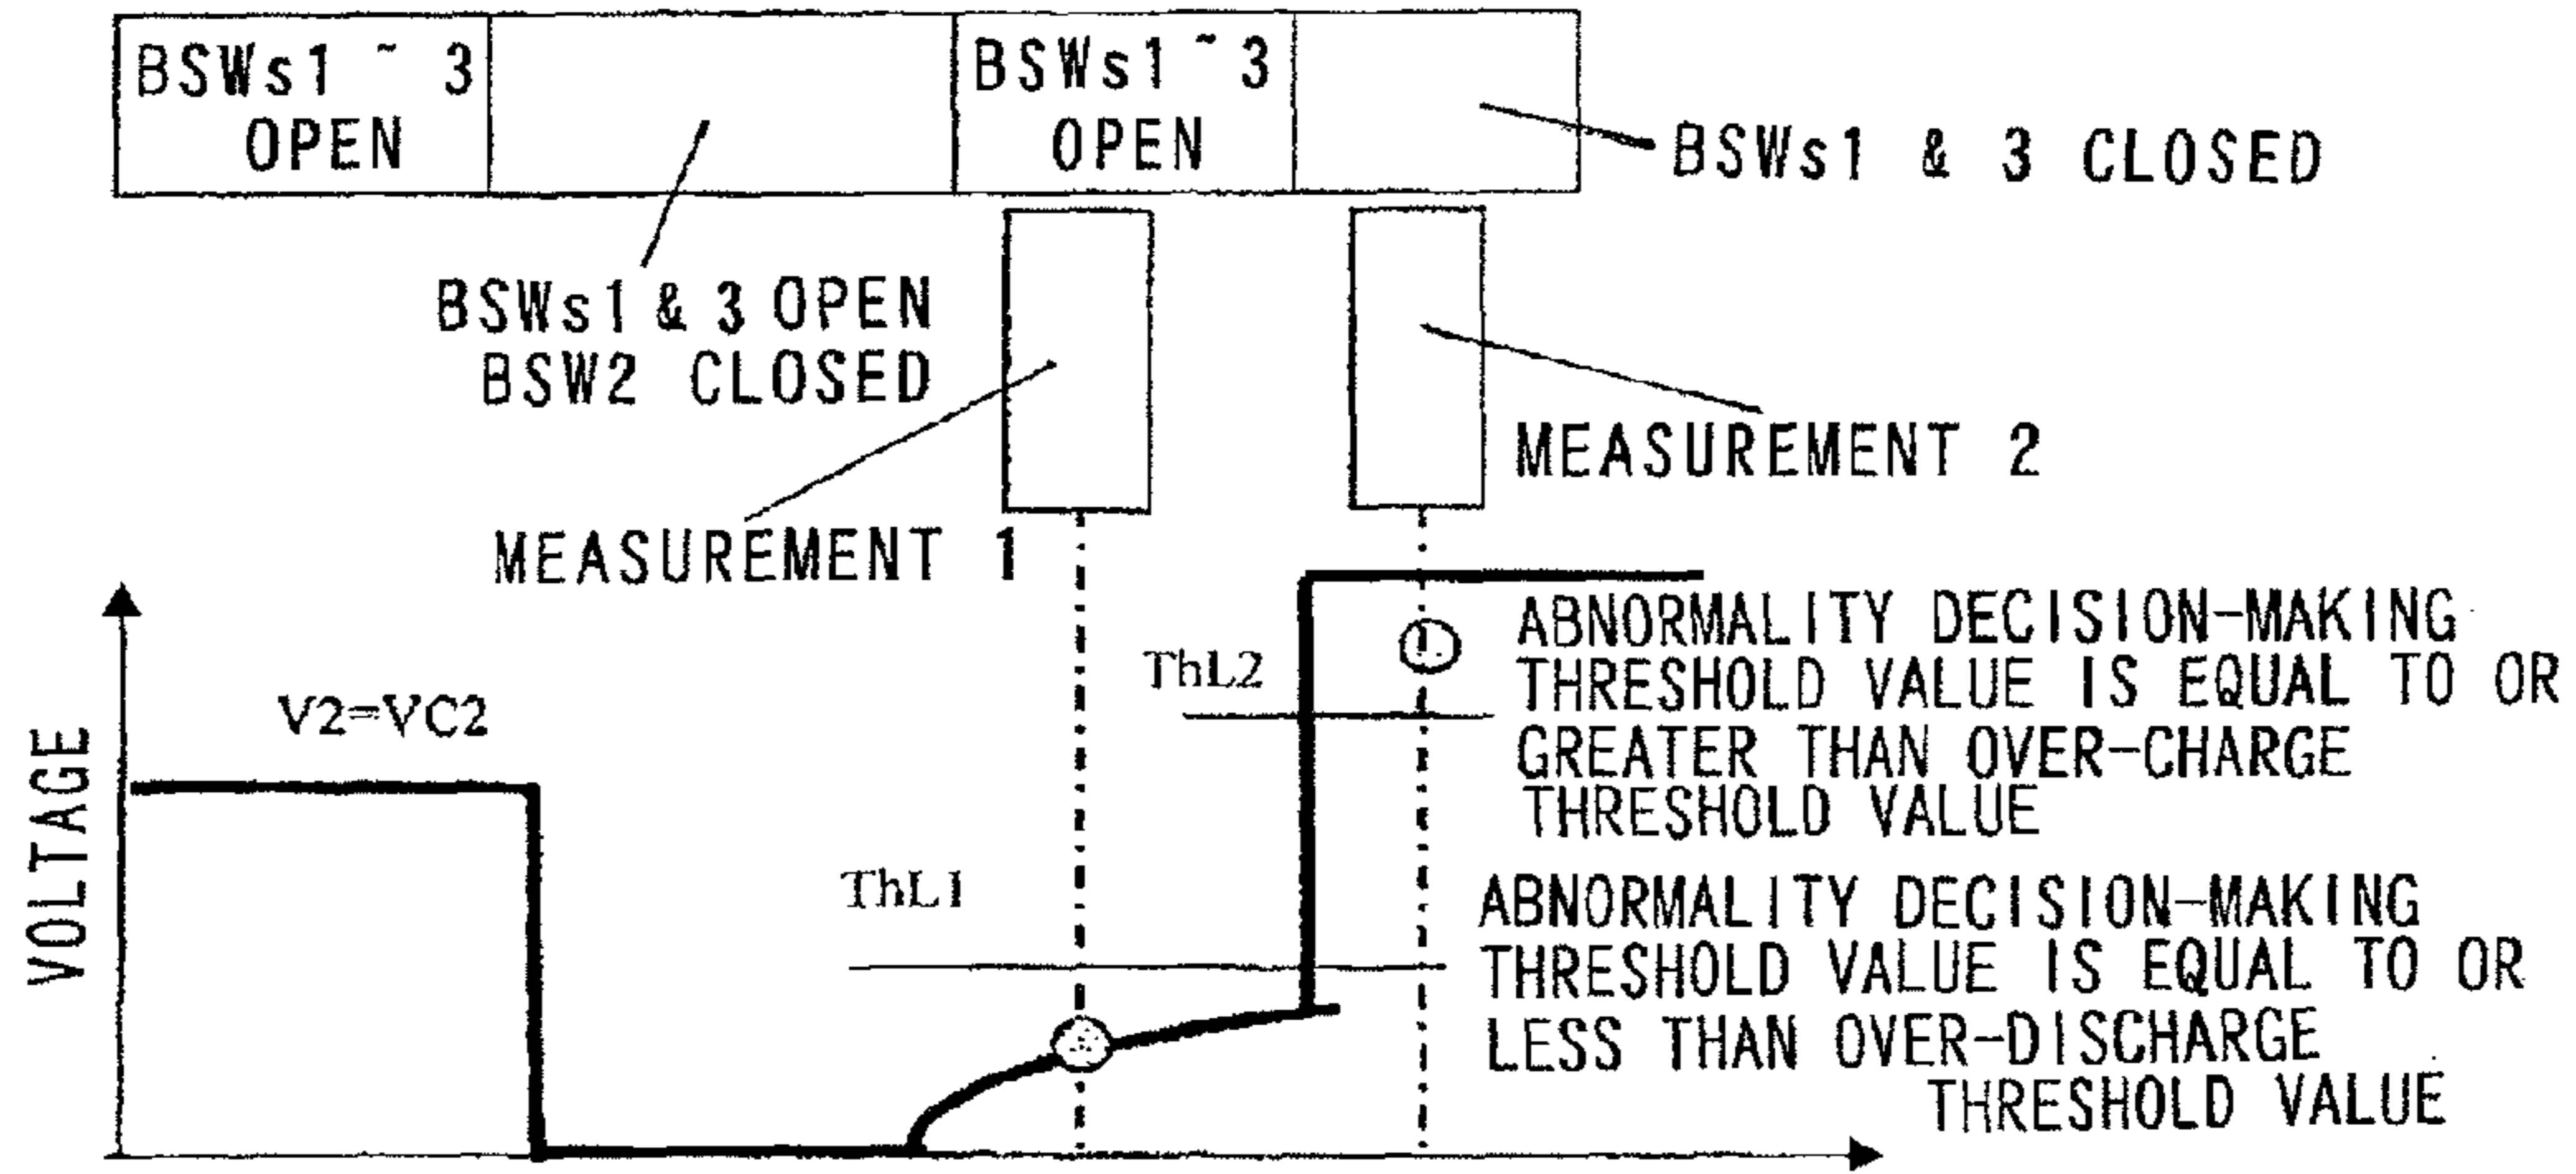 BSWs1 ~ 3
OPEN
BSWs1 ~ 3
OPEN
BSWs1 & 3 CLOSED
BSWs1 & 3 OPEN
BSW2 CLOSED
MEASUREMENT 2
MEASUREMENT 1
VOLTAGE
V2=VC2
ThL2
ThL1
ABNORMALITY DECISION-MAKING
THRESHOLD VALUE IS EQUAL TO OR
GREATER THAN OVER-CHARGE
THRESHOLD VALUE
ABNORMALITY DECISION-MAKING
THRESHOLD VALUE IS EQUAL TO OR
LESS THAN OVER-DISCHARGE
THRESHOLD VALUE